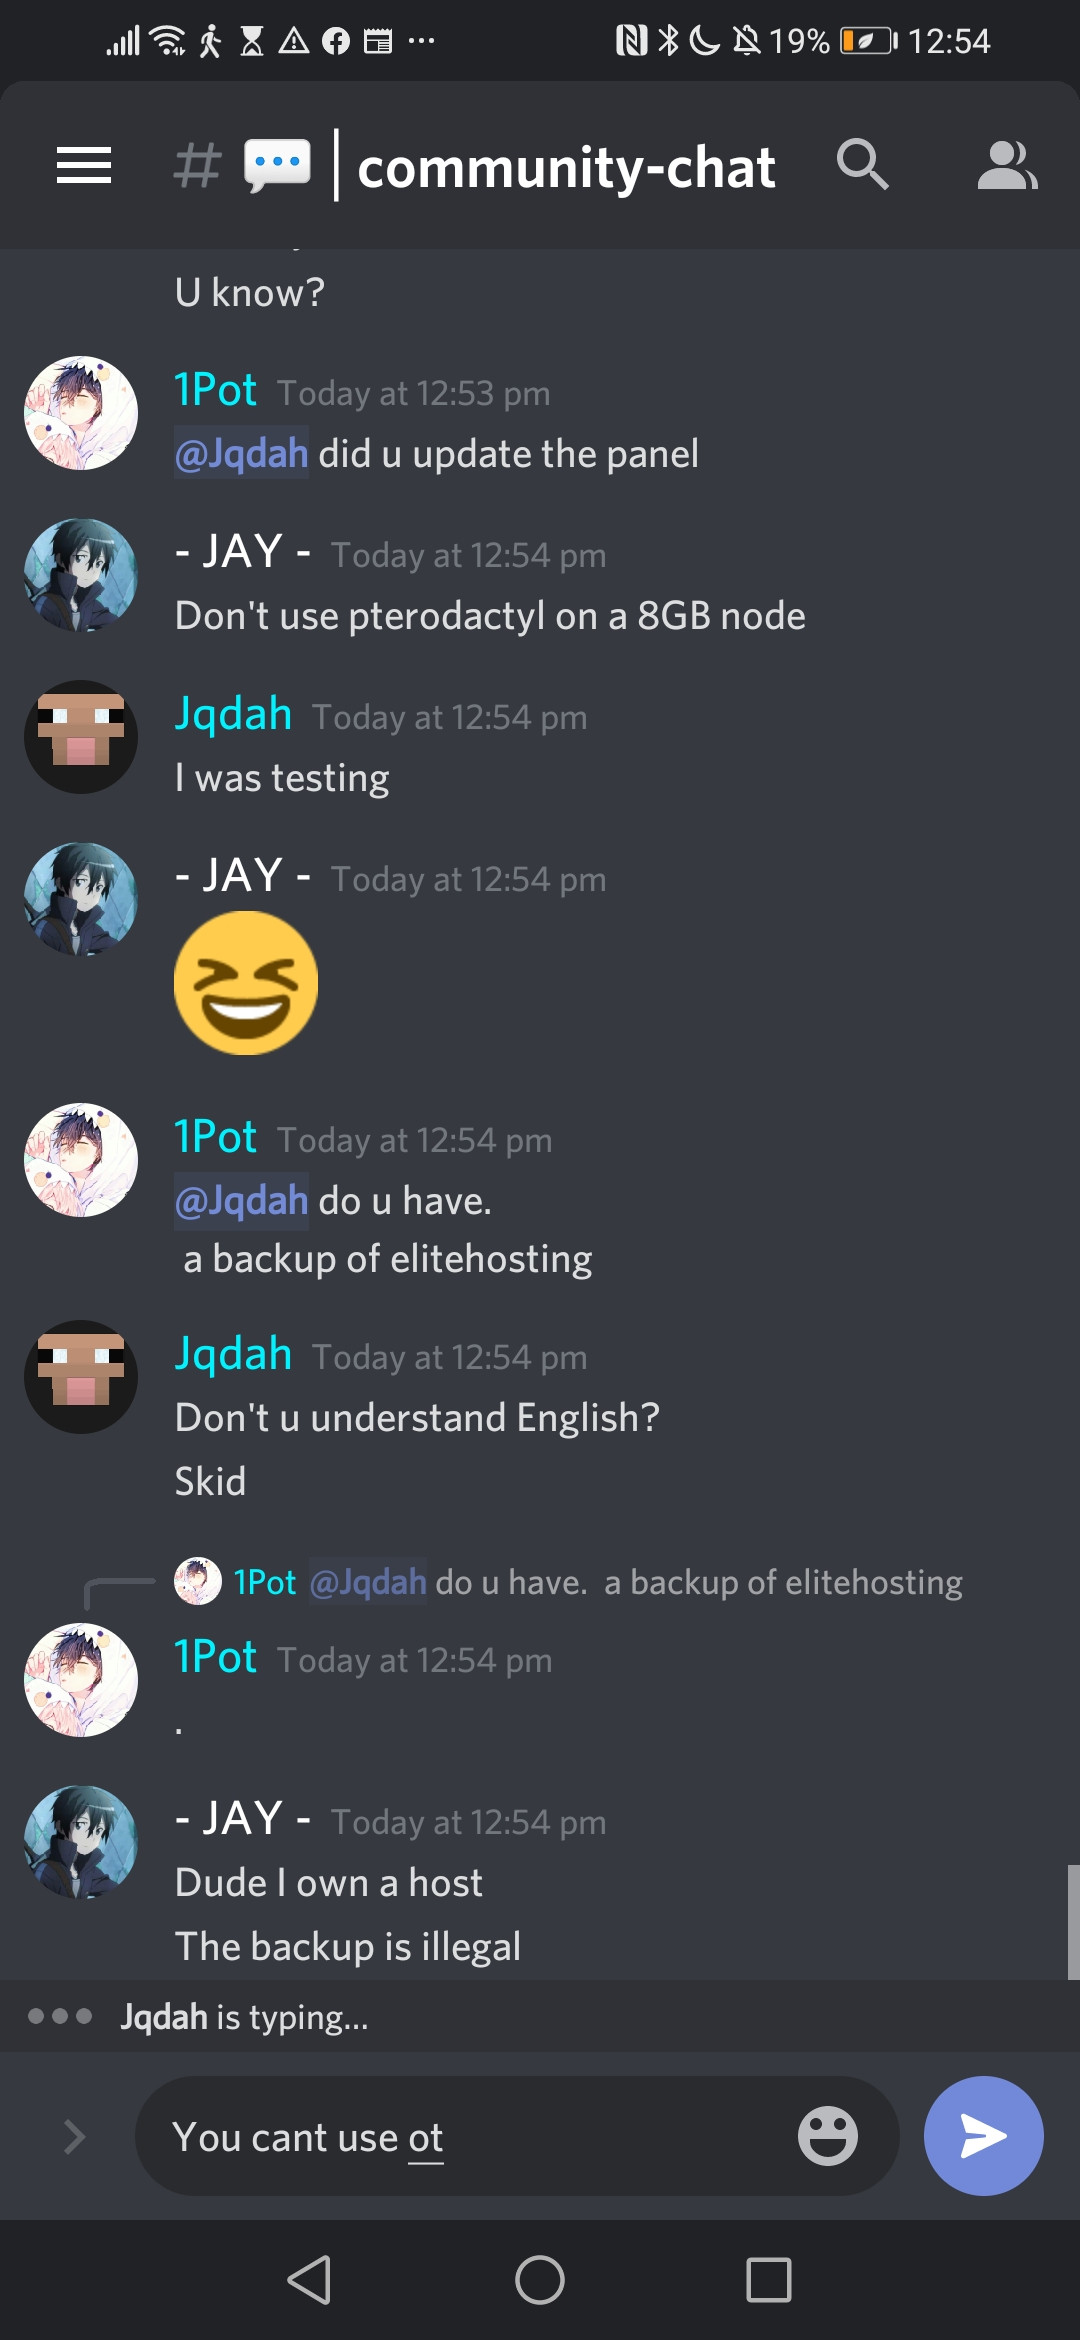 19% 12:54
# 💬 | community-chat
U know?
1Pot Today at 12:53 pm
@Jqdah did u update the panel
- JAY - Today at 12:54 pm
Don't use pterodactyl on a 8GB node
Jqdah Today at 12:54 pm
I was testing
- JAY - Today at 12:54 pm
1Pot Today at 12:54 pm
@Jqdah do u have.
a backup of elitehosting
Jqdah Today at 12:54 pm
Don't u understand English?
Skid
1Pot @Jqdah do u have.  a backup of elitehosting
1Pot Today at 12:54 pm
.
- JAY - Today at 12:54 pm
Dude I own a host
The backup is illegal
Jqdah is typing...
You cant use ot